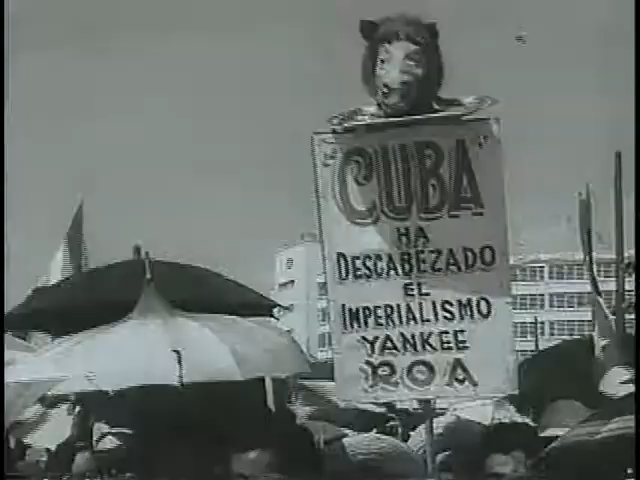 "CUBA"
HA
DESCABEZADO
EL
IMPERIALISMO
YANKEE
ROA